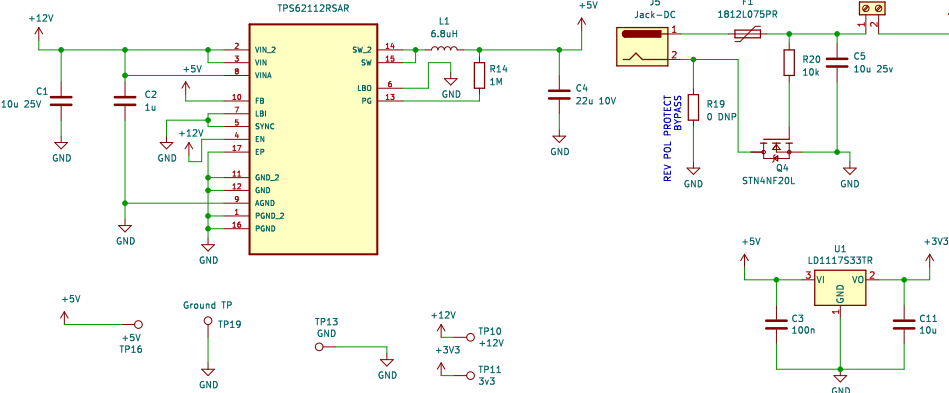 TPS62112RSAR
+12V
2 VIN_2
3 VIN
8 VINA
+5V
10 FB
7 LBI
5 SYNC
4 EN
17 EP
+12V
11 GND_2
12 GND
9 AGND
1 PGND_2
16 PGND
SW_2 14
SW 15
LBO 6
PG 13
C1
10u 25V
GND
C2
1u
GND
GND
GND
L1
6.8uH
GND
R14
1M
+5V
C4
22u 10V
GND
J5
Jack-DC
1
2
F1
1812L075PR
1
2
R20
10k
C5
10u 25v
REV POL PROTECT
BYPASS
R19
0 DNP
GND
Q4
STN4NF20L
GND
+5V
+5V
TP16
Ground TP
TP19
GND
TP13
GND
GND
+12V
TP10
+12V
+3V3
TP11
3v3
+5V
U1
LD1117S33TR
3 VI
VO 2
GND
1
+3V3
C3
100n
C11
10u
GND